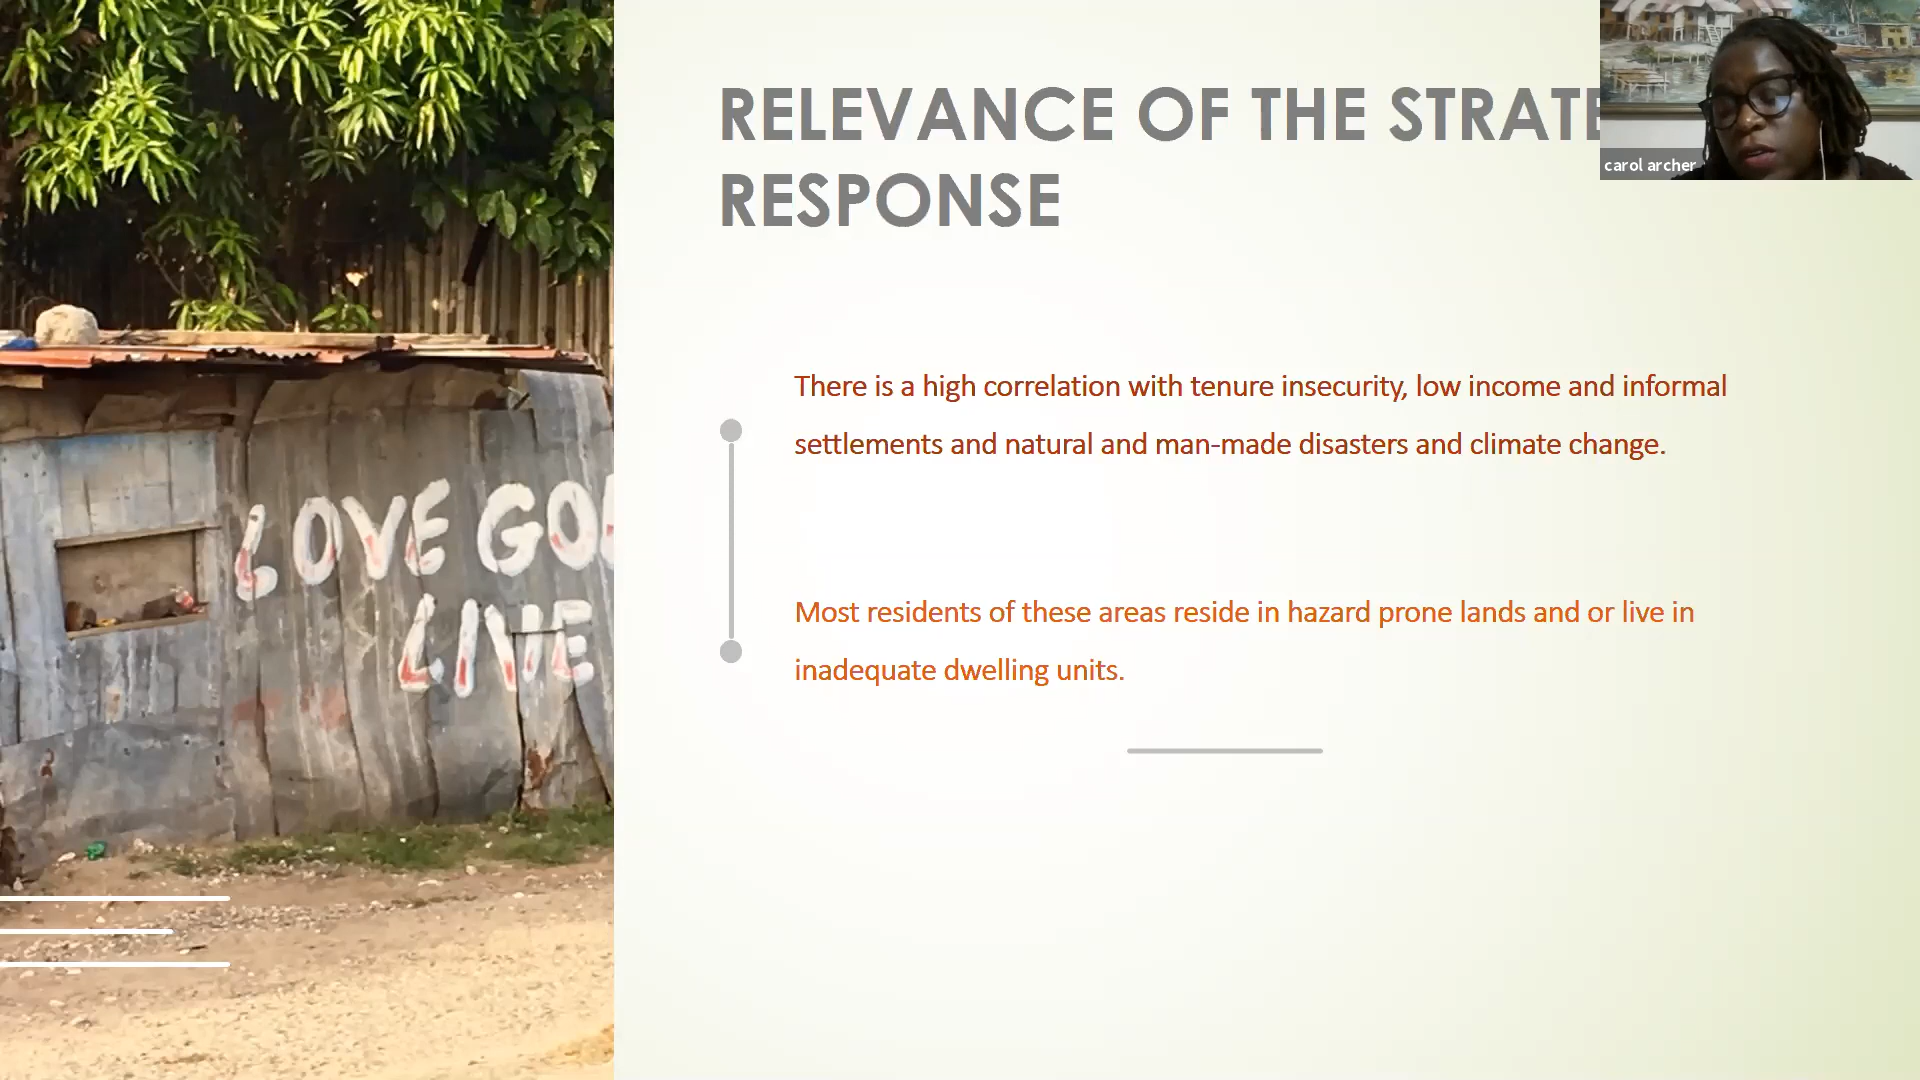 RELEVANCE OF THE STRATE
RESPONSE
carol archer
There is a high correlation with tenure insecurity, low income and informal
settlements and natural and man-made disasters and climate change.
Most residents of these areas reside in hazard prone lands and or live in
inadequate dwelling units.
LOVE GOD
LIVE